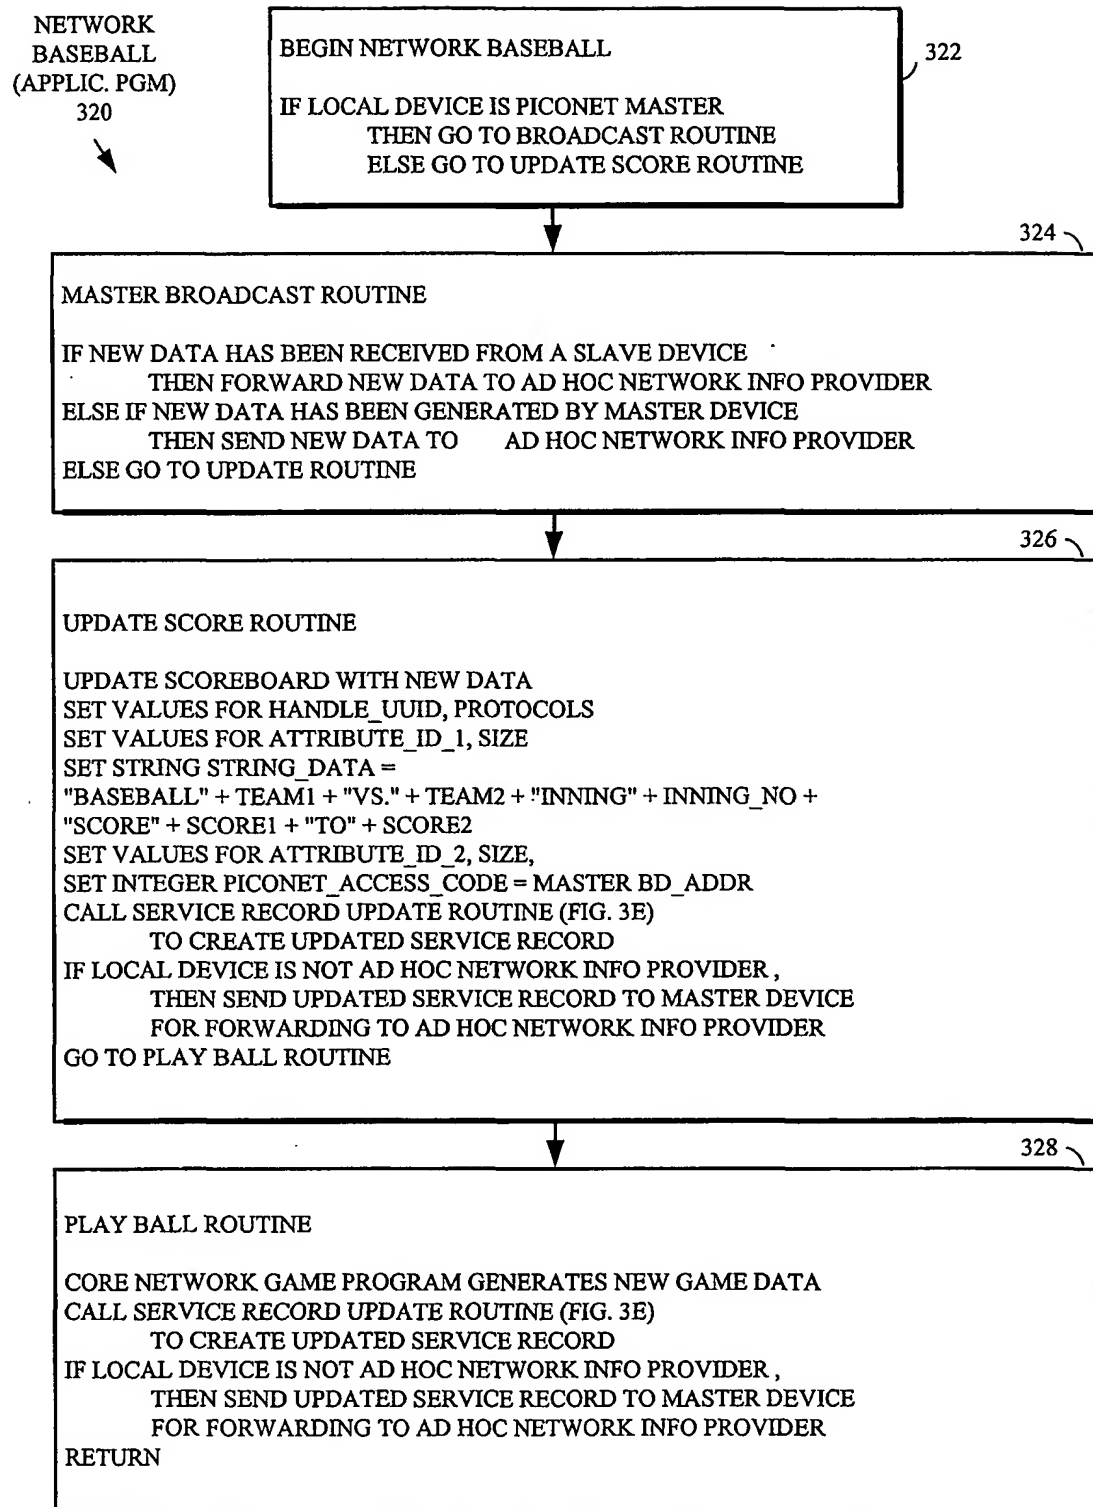 NETWORK
BASEBALL
(APPLIC. PGM)
320
BEGIN NETWORK BASEBALL
322
IF LOCAL DEVICE IS PICONET MASTER
THEN GO TO BROADCAST ROUTINE
ELSE GO TO UPDATE SCORE ROUTINE
324
MASTER BROADCAST ROUTINE
IF NEW DATA HAS BEEN RECEIVED FROM A SLAVE DEVICE
THEN FORWARD NEW DATA TO AD HOC NETWORK INFO PROVIDER
ELSE IF NEW DATA HAS BEEN GENERATED BY MASTER DEVICE
THEN SEND NEW DATA TO AD HOC NETWORK INFO PROVIDER
ELSE GO TO UPDATE ROUTINE
326
UPDATE SCORE ROUTINE
UPDATE SCOREBOARD WITH NEW DATA
SET VALUES FOR HANDLE_UUID, PROTOCOLS
SET VALUES FOR ATTRIBUTE_ID_1, SIZE
SET STRING STRING_DATA =
"BASEBALL" + TEAM1 + "VS." + TEAM2 + "INNING" + INNING_NO +
"SCORE" + SCORE1 + "TO" + SCORE2
SET VALUES FOR ATTRIBUTE_ID_2, SIZE,
SET INTEGER PICONET_ACCESS_CODE = MASTER BD_ADDR
CALL SERVICE RECORD UPDATE ROUTINE (FIG. 3E)
TO CREATE UPDATED SERVICE RECORD
IF LOCAL DEVICE IS NOT AD HOC NETWORK INFO PROVIDER ,
THEN SEND UPDATED SERVICE RECORD TO MASTER DEVICE
FOR FORWARDING TO AD HOC NETWORK INFO PROVIDER
GO TO PLAY BALL ROUTINE
328
PLAY BALL ROUTINE
CORE NETWORK GAME PROGRAM GENERATES NEW GAME DATA
CALL SERVICE RECORD UPDATE ROUTINE (FIG. 3E)
TO CREATE UPDATED SERVICE RECORD
IF LOCAL DEVICE IS NOT AD HOC NETWORK INFO PROVIDER ,
THEN SEND UPDATED SERVICE RECORD TO MASTER DEVICE
FOR FORWARDING TO AD HOC NETWORK INFO PROVIDER
RETURN